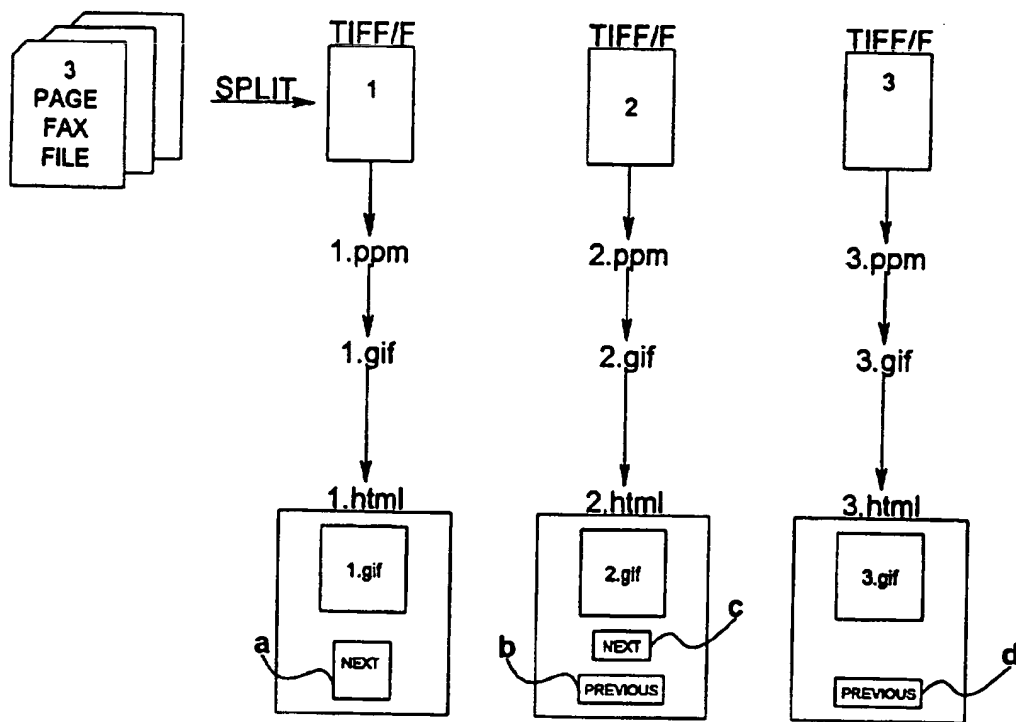 3
PAGE
FAX
FILE
SPLIT
TIFF/F
1
TIFF/F
2
TIFF/F
3
1.ppm
2.ppm
3.ppm
1.gif
2.gif
3.gif
1.html
1.gif
NEXT
a
2.html
2.gif
NEXT
c
PREVIOUS
b
3.html
3.gif
PREVIOUS
d